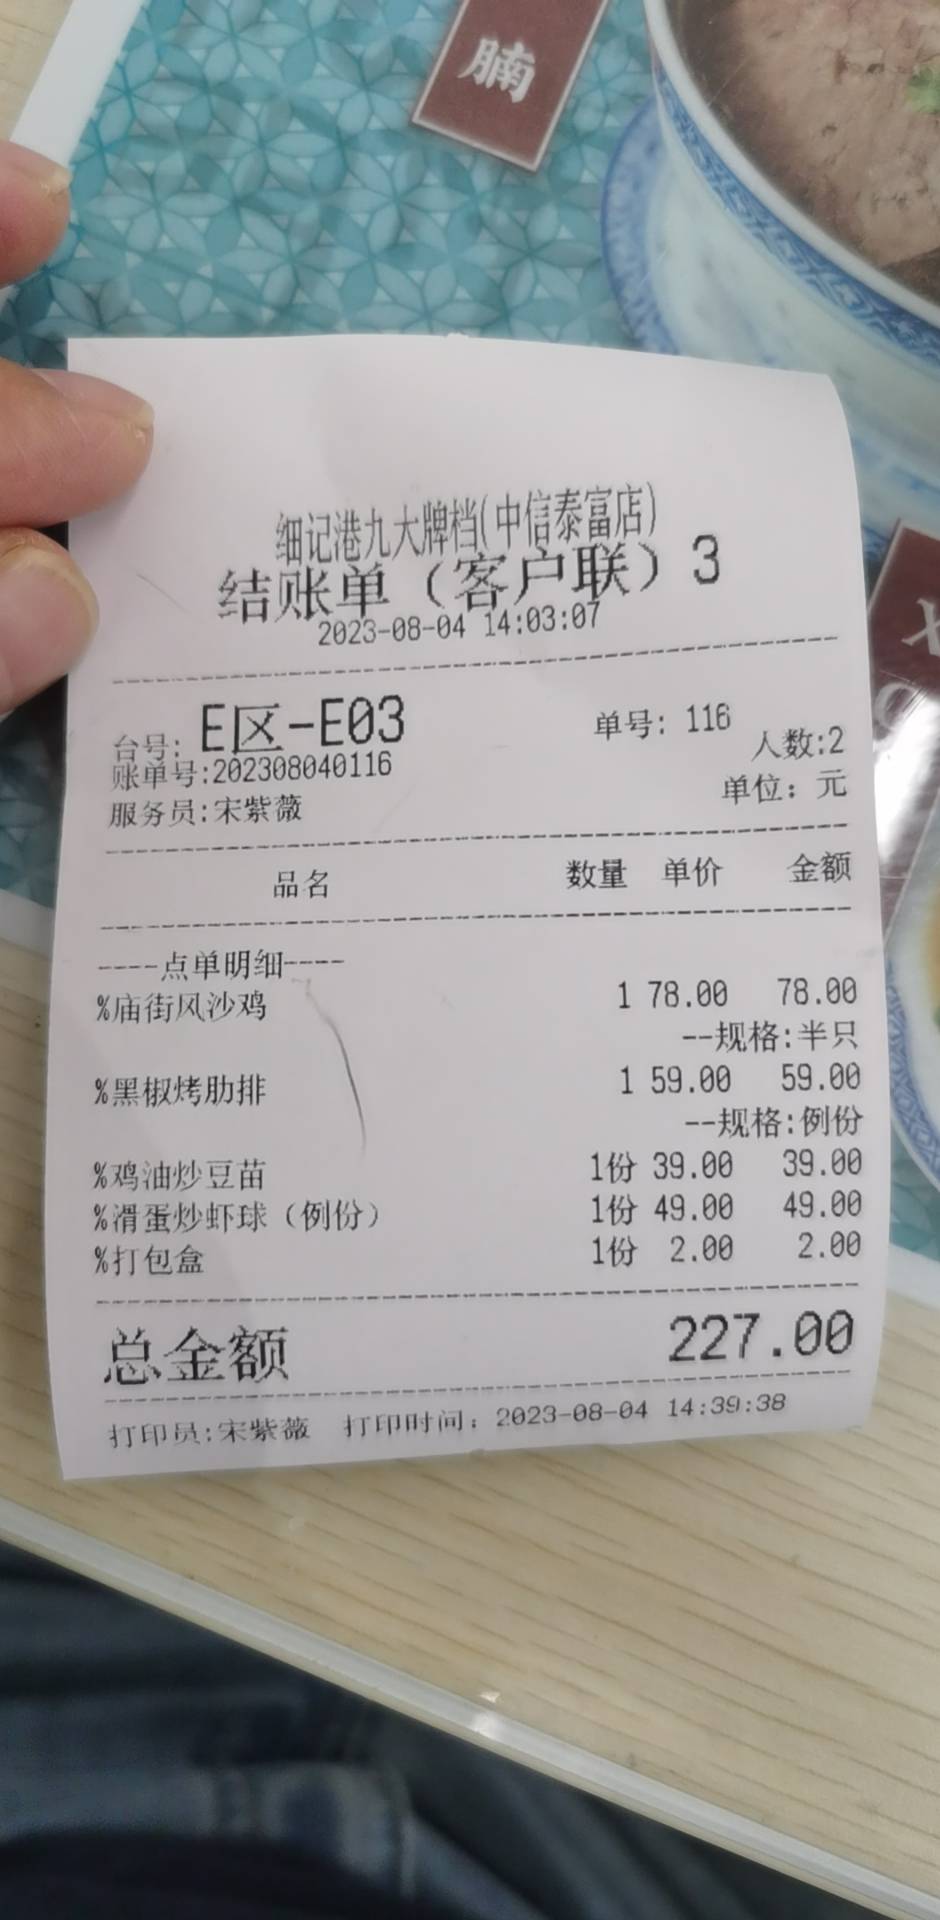 腩
细记港九大牌档(中信泰富店)
结账单（客户联）3
2023-08-04 14:03:07
台号: E区-E03 单号: 116
账单号:202308040116 人数:2
服务员:宋紫薇 单位: 元
品名 数量 单价 金额
----点单明细----
%庙街风沙鸡 1 78.00 78.00
--规格:半只
%黑椒烤肋排 1 59.00 59.00
--规格:例份
%鸡油炒豆苗 1份 39.00 39.00
%滑蛋炒虾球（例份） 1份 49.00 49.00
%打包盒 1份 2.00 2.00
总金额 227.00
打印员:宋紫薇 打印时间: 2023-08-04 14:39:38